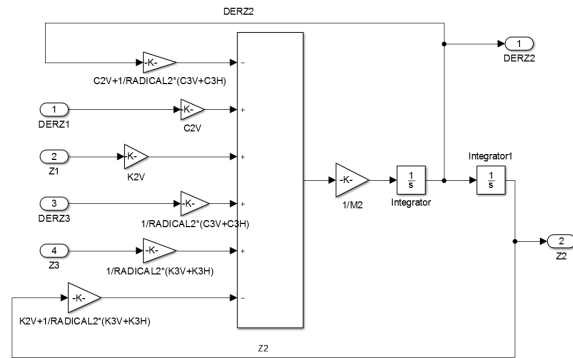 DERZ2
-K-
C2V+1/RADICAL2*(C3V+C3H)
−
1
DERZ2
1
DERZ1
-K-
C2V
+
2
Z1
-K-
K2V
+
-K-
1/M2
1
s
Integrator
Integrator1
1
s
3
DERZ3
-K-
1/RADICAL2*(C3V+C3H)
+
4
Z3
-K-
1/RADICAL2*(K3V+K3H)
+
2
Z2
-K-
K2V+1/RADICAL2*(K3V+K3H)
−
Z2